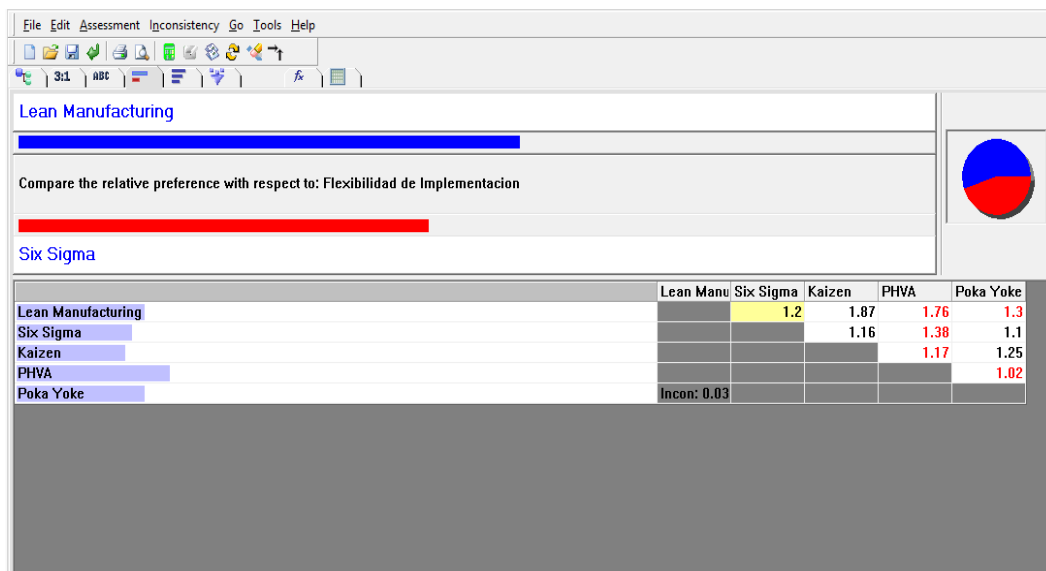 File Edit Assessment Inconsistency Go Tools Help
3:1 ABC fx
Lean Manufacturing
Compare the relative preference with respect to: Flexibilidad de Implementacion
Six Sigma
Lean Manu Six Sigma Kaizen PHVA Poka Yoke
Lean Manufacturing 1.2 1.87 1.76 1.3
Six Sigma 1.16 1.38 1.1
Kaizen 1.17 1.25
PHVA 1.02
Poka Yoke Incon: 0.03